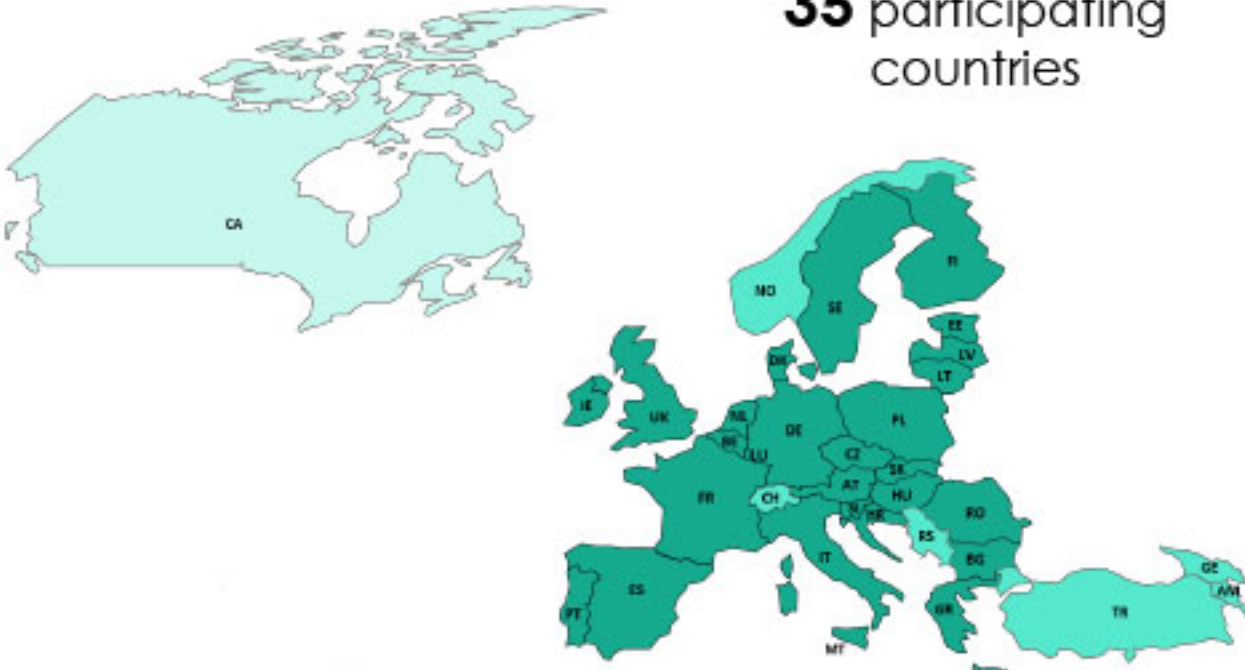 35 participating
countries
CA
NO
FI
SE
EE
LV
LT
DK
IE
UK
NL
BE
LU
DE
PL
CZ
SK
AT
HU
FR
CH
SI
HR
RO
RS
BG
IT
ES
PT
GR
MT
TR
GE
AM